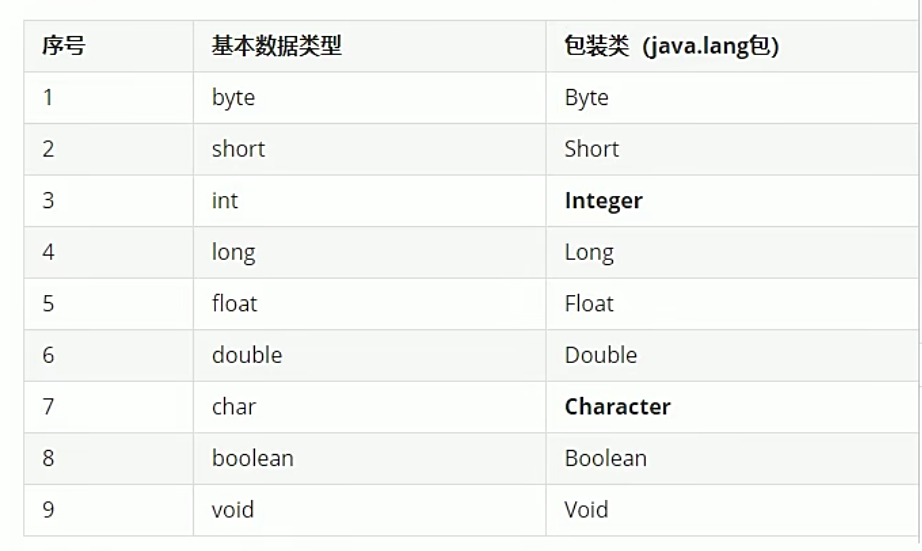 序号 基本数据类型 包装类（java.lang包)
1 byte Byte
2 short Short
3 int Integer
4 long Long
5 float Float
6 double Double
7 char Character
8 boolean Boolean
9 void Void